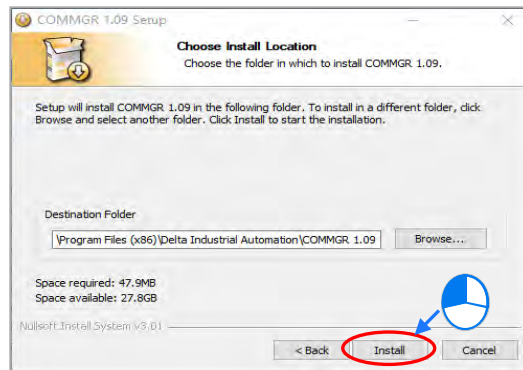 COMMGR 1.09 Setup
Choose Install Location
Choose the folder in which to install COMMGR 1.09.
Setup will install COMMGR 1.09 in the following folder. To install in a different folder, click
Browse and select another folder. Click Install to start the installation.
Destination Folder
\Program Files (x86)\Delta Industrial Automation\COMMGR 1.09
Browse...
Space required: 47.9MB
Space available: 27.8GB
Nullsoft Install System v3.01
< Back
Install
Cancel